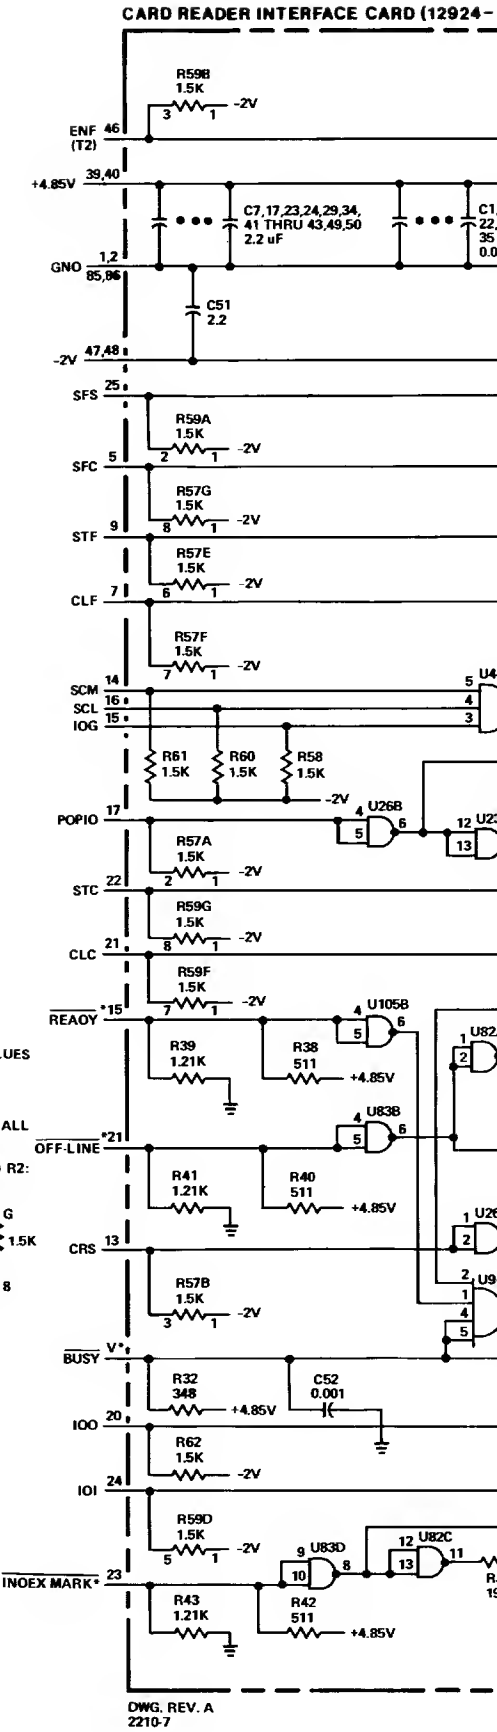 CARD READER INTERFACE CARD (12924-
R59B
1.5K
3 1 -2V
ENF 46
(T2)
39,40
+4.85V
C7,17,23,24,29,34,
41 THRU 43,49,50
2.2 uF
C1,
22,
35
0.0
GNO 1,2
85,86
C51
2.2
-2V 47,48
SFS 25
R59A
1.5K
2 1 -2V
SFC 5
R57G
1.5K
8 1 -2V
STF 9
R57E
1.5K
6 1 -2V
CLF 7
R57F
1.5K
7 1 -2V
SCM 14
SCL 16
IOG 15
5 U4
4
3
R61
1.5K
R60
1.5K
R58
1.5K
-2V
POPIO 17
U26B
4
5
6
U23
12
13
R57A
1.5K
2 1 -2V
STC 22
R59G
1.5K
8 1 -2V
CLC 21
R59F
1.5K
7 1 -2V
REAOY *15
U105B
4
5
6
U82
1
2
R39
1.21K
R38
511
+4.85V
LUES
ALL
R2:
G
1.5K
8
OFF-LINE *21
U83B
4
5
6
R41
1.21K
R40
511
+4.85V
CRS 13
U26
1
2
R57B
1.5K
3 1 -2V
U9
2
1
4
5
BUSY V*
R32
348
+4.85V
C52
0.001
IOO 20
R62
1.5K
-2V
IOI 24
R59D
1.5K
5 1 -2V
U83D
9
10
8
U82C
12
13
11
R
19
INOEX MARK* 23
R43
1.21K
R42
511
+4.85V
DWG. REV. A
2210-7